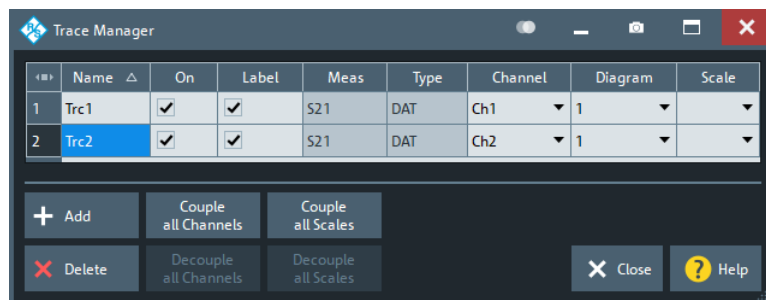 R&S Trace Manager
Name On Label Meas Type Channel Diagram Scale
1 Trc1 S21 DAT Ch1 1
2 Trc2 S21 DAT Ch2 1
Add
Couple
all Channels
Couple
all Scales
Delete
Decouple
all Channels
Decouple
all Scales
Close
? Help